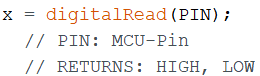 x = digitalRead(PIN);
// PIN: MCU-Pin
// RETURNS: HIGH, LOW